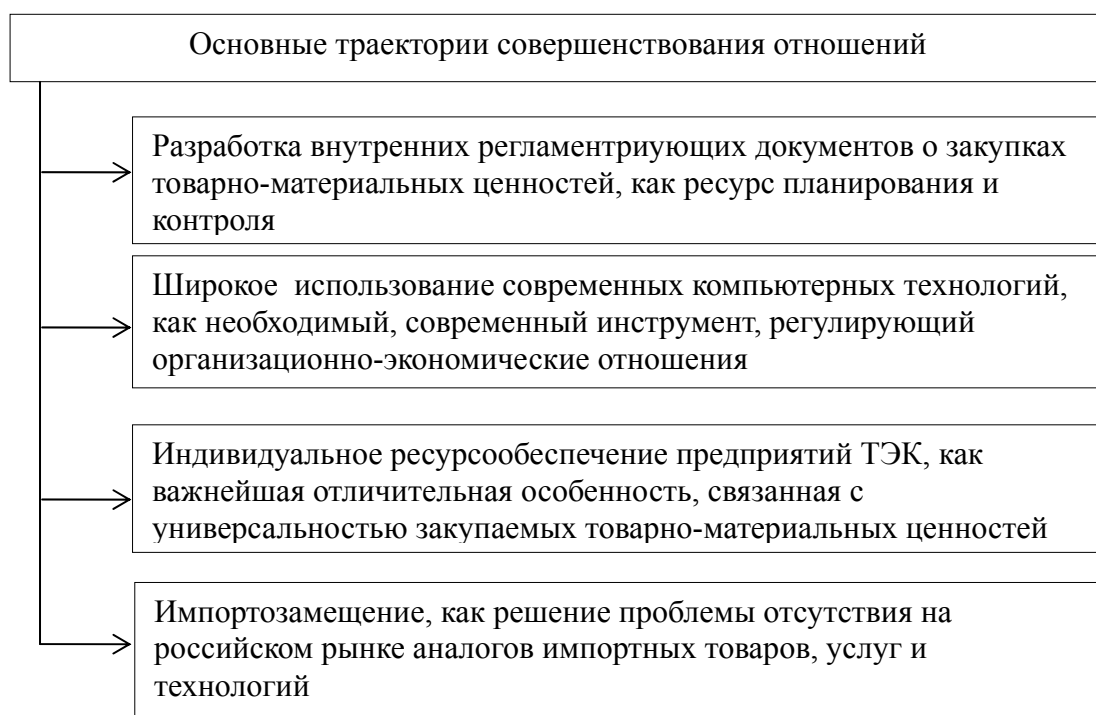 Основные траектории совершенствования отношений
Разработка внутренних регламентриующих документов о закупках
товарно-материальных ценностей, как ресурс планирования и
контроля
Широкое использование современных компьютерных технологий,
как необходимый, современный инструмент, регулирующий
организационно-экономические отношения
Индивидуальное ресурсообеспечение предприятий ТЭК, как
важнейшая отличительная особенность, связанная с
универсальностью закупаемых товарно-материальных ценностей
Импортозамещение, как решение проблемы отсутствия на
российском рынке аналогов импортных товаров, услуг и
технологий